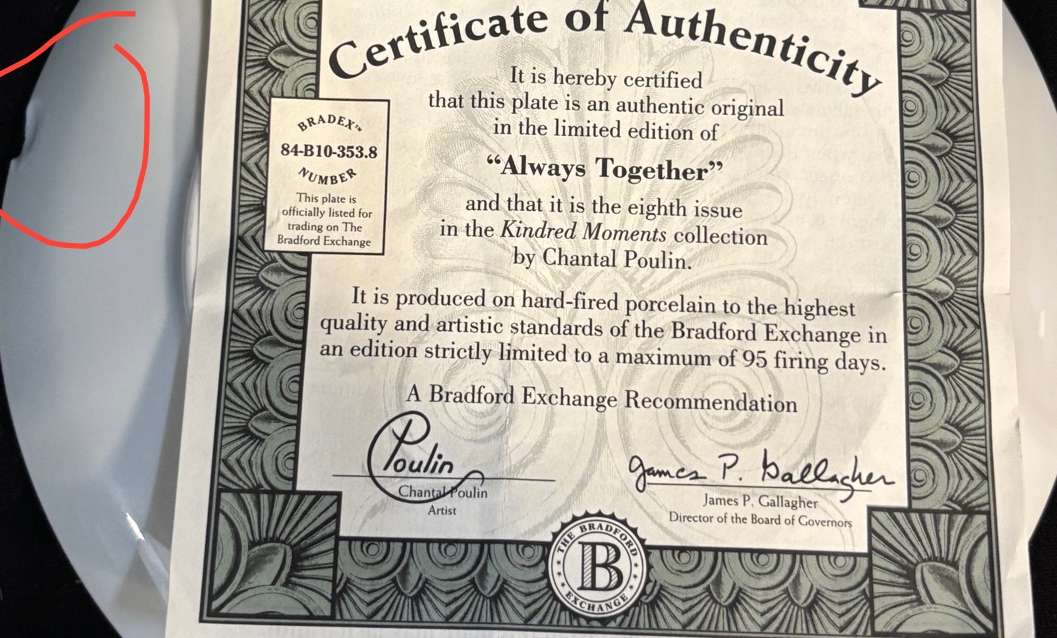 Certificate of Authenticity
It is hereby certified
that this plate is an authentic original
in the limited edition of
“Always Together”
and that it is the eighth issue
in the Kindred Moments collection
by Chantal Poulin.
BRADEX™
84-B10-353.8
NUMBER
This plate is
officially listed for
trading on The
Bradford Exchange
It is produced on hard-fired porcelain to the highest
quality and artistic standards of the Bradford Exchange in
an edition strictly limited to a maximum of 95 firing days.
A Bradford Exchange Recommendation
Poulin
Chantal Poulin
Artist
James P. Gallagher
James P. Gallagher
Director of the Board of Governors
THE BRADFORD
B
EXCHANGE